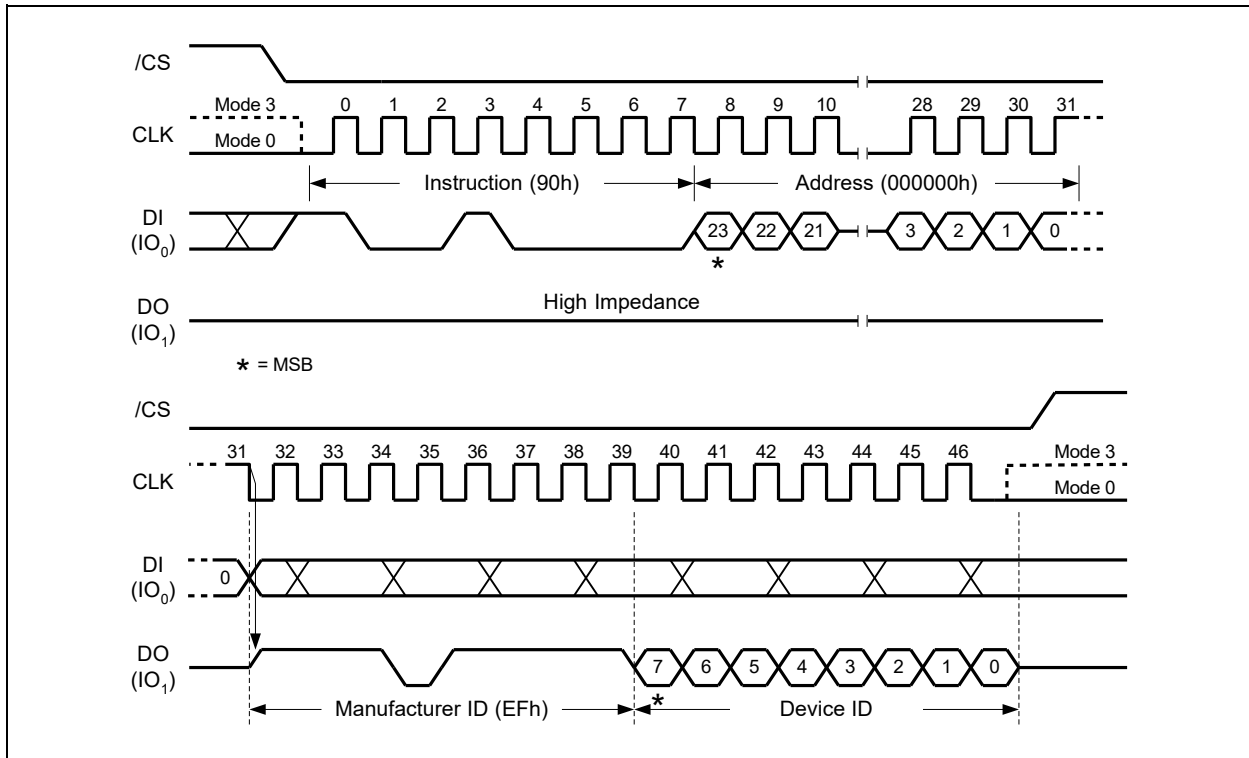 /CS
Mode 3
0 1 2 3 4 5 6 7 8 9 10 28 29 30 31
CLK
Mode 0
Instruction (90h) Address (000000h)
DI
(IO0)
23 22 21 3 2 1 0
*
High Impedance
DO
(IO1)
* = MSB
/CS
31 32 33 34 35 36 37 38 39 40 41 42 43 44 45 46 Mode 3
CLK
Mode 0
DI
(IO0)
0
DO
(IO1)
7 6 5 4 3 2 1 0
*
Manufacturer ID (EFh) Device ID